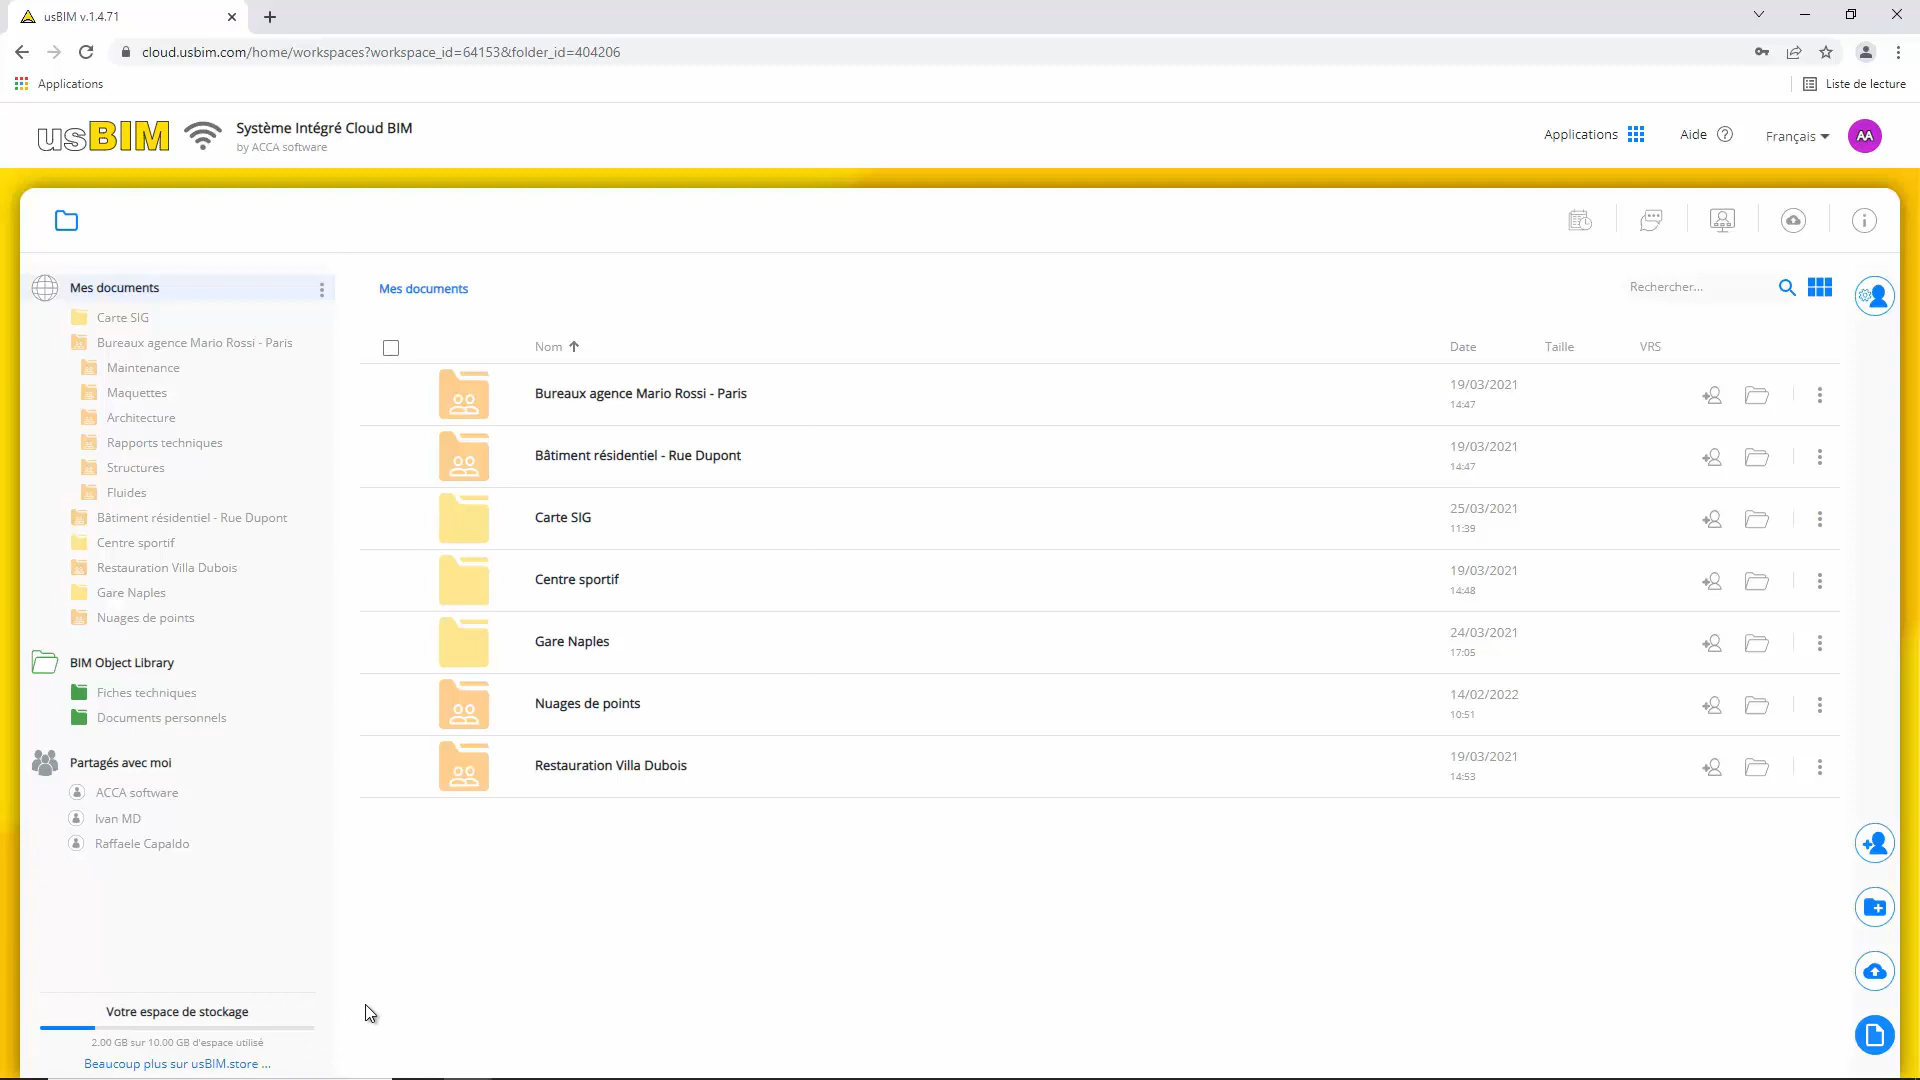 usBIM v.1.4.71
cloud.usbim.com/home/workspaces?workspace_id=64153&folder_id=404206
Applications
Liste de lecture
usBIM
Système Intégré Cloud BIM
by ACCA software
Applications
Aide
Français
AA
Mes documents
Carte SIG
Bureaux agence Mario Rossi - Paris
Maintenance
Maquettes
Architecture
Rapports techniques
Structures
Fluides
Bâtiment résidentiel - Rue Dupont
Centre sportif
Restauration Villa Dubois
Gare Naples
Nuages de points
BIM Object Library
Fiches techniques
Documents personnels
Partagés avec moi
ACCA software
Ivan MD
Raffaele Capaldo
Votre espace de stockage
2.00 GB sur 10.00 GB d'espace utilisé
Beaucoup plus sur usBIM.store ...
Mes documents
Rechercher...
Nom Date Taille VRS
Bureaux agence Mario Rossi - Paris 19/03/2021
14:47
Bâtiment résidentiel - Rue Dupont 19/03/2021
14:47
Carte SIG 25/03/2021
11:39
Centre sportif 19/03/2021
14:48
Gare Naples 24/03/2021
17:05
Nuages de points 14/02/2022
10:51
Restauration Villa Dubois 19/03/2021
14:53